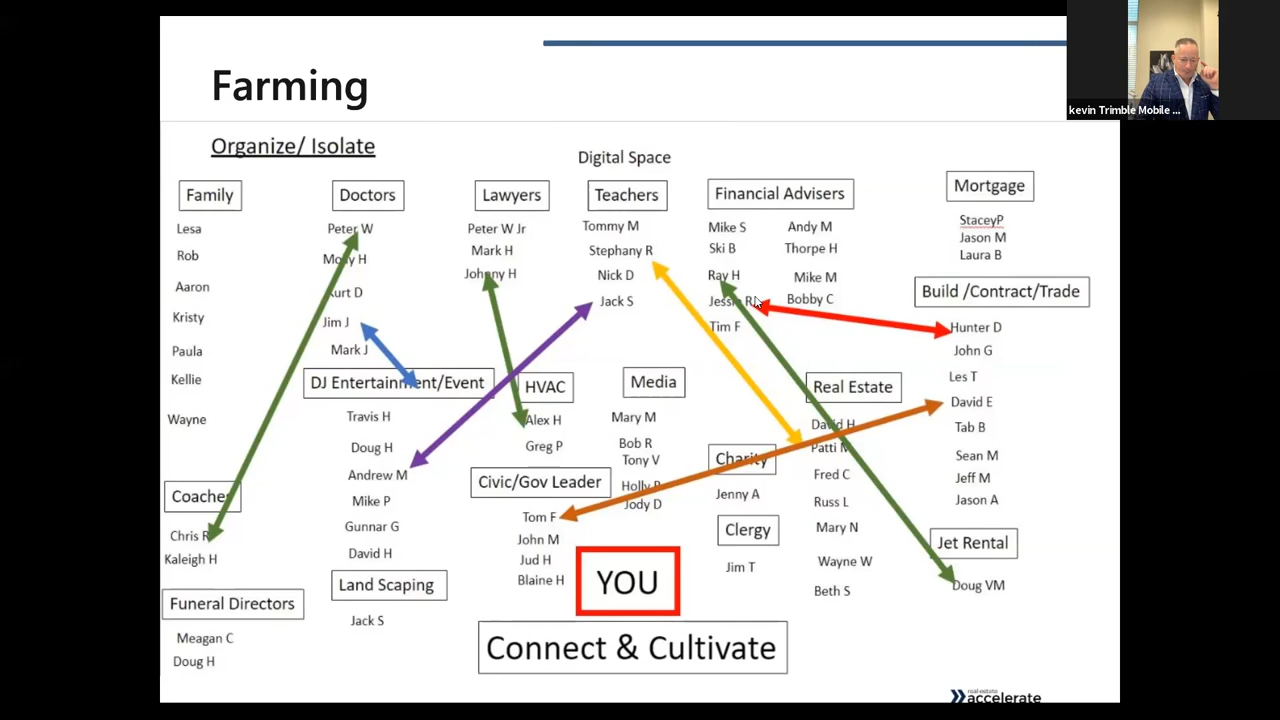 kevin Trimble Mobile ...
Farming
Organize/ Isolate
Digital Space
Family
Lesa
Rob
Aaron
Kristy
Paula
Kellie
Wayne
Coaches
Chris R
Kaleigh H
Funeral Directors
Meagan C
Doug H
Doctors
Peter W
Molly H
Kurt D
Jim J
Mark J
DJ Entertainment/Event
Travis H
Doug H
Andrew M
Mike P
Gunnar G
David H
Land Scaping
Jack S
Lawyers
Peter W Jr
Mark H
Johnny H
HVAC
Alex H
Greg P
Civic/Gov Leader
Tom F
John M
Jud H
Blaine H
Teachers
Tommy M
Stephany R
Nick D
Jack S
Media
Mary M
Bob R
Tony V
Holly
Jody D
Financial Advisers
Mike S
Ski B
Ray H
Jessie R
Tim F
Andy M
Thorpe H
Mike M
Bobby C
Charity
Jenny A
Clergy
Jim T
Real Estate
David H
Patti M
Fred C
Russ L
Mary N
Wayne W
Beth S
Mortgage
StaceyP
Jason M
Laura B
Build /Contract/Trade
Hunter D
John G
Les T
David E
Tab B
Sean M
Jeff M
Jason A
Jet Rental
Doug VM
YOU
Connect & Cultivate
real estate
accelerate